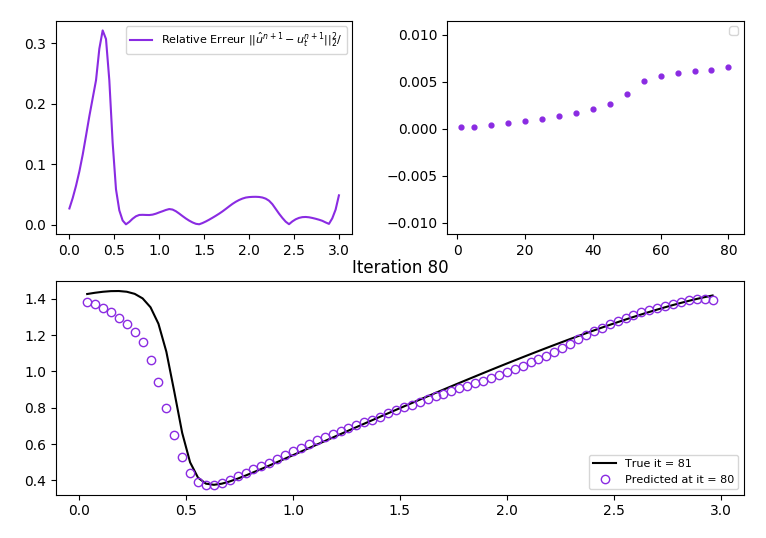 Relative Erreur ||û^{n+1} − u_t^{n+1}||_2^2/
0.3
0.2
0.1
0.0
0.0 0.5 1.0 1.5 2.0 2.5 3.0
0.010
0.005
0.000
−0.005
−0.010
0 20 40 60 80
Iteration 80
1.4
1.2
1.0
0.8
0.6
0.4
True it = 81
Predicted at it = 80
0.0 0.5 1.0 1.5 2.0 2.5 3.0